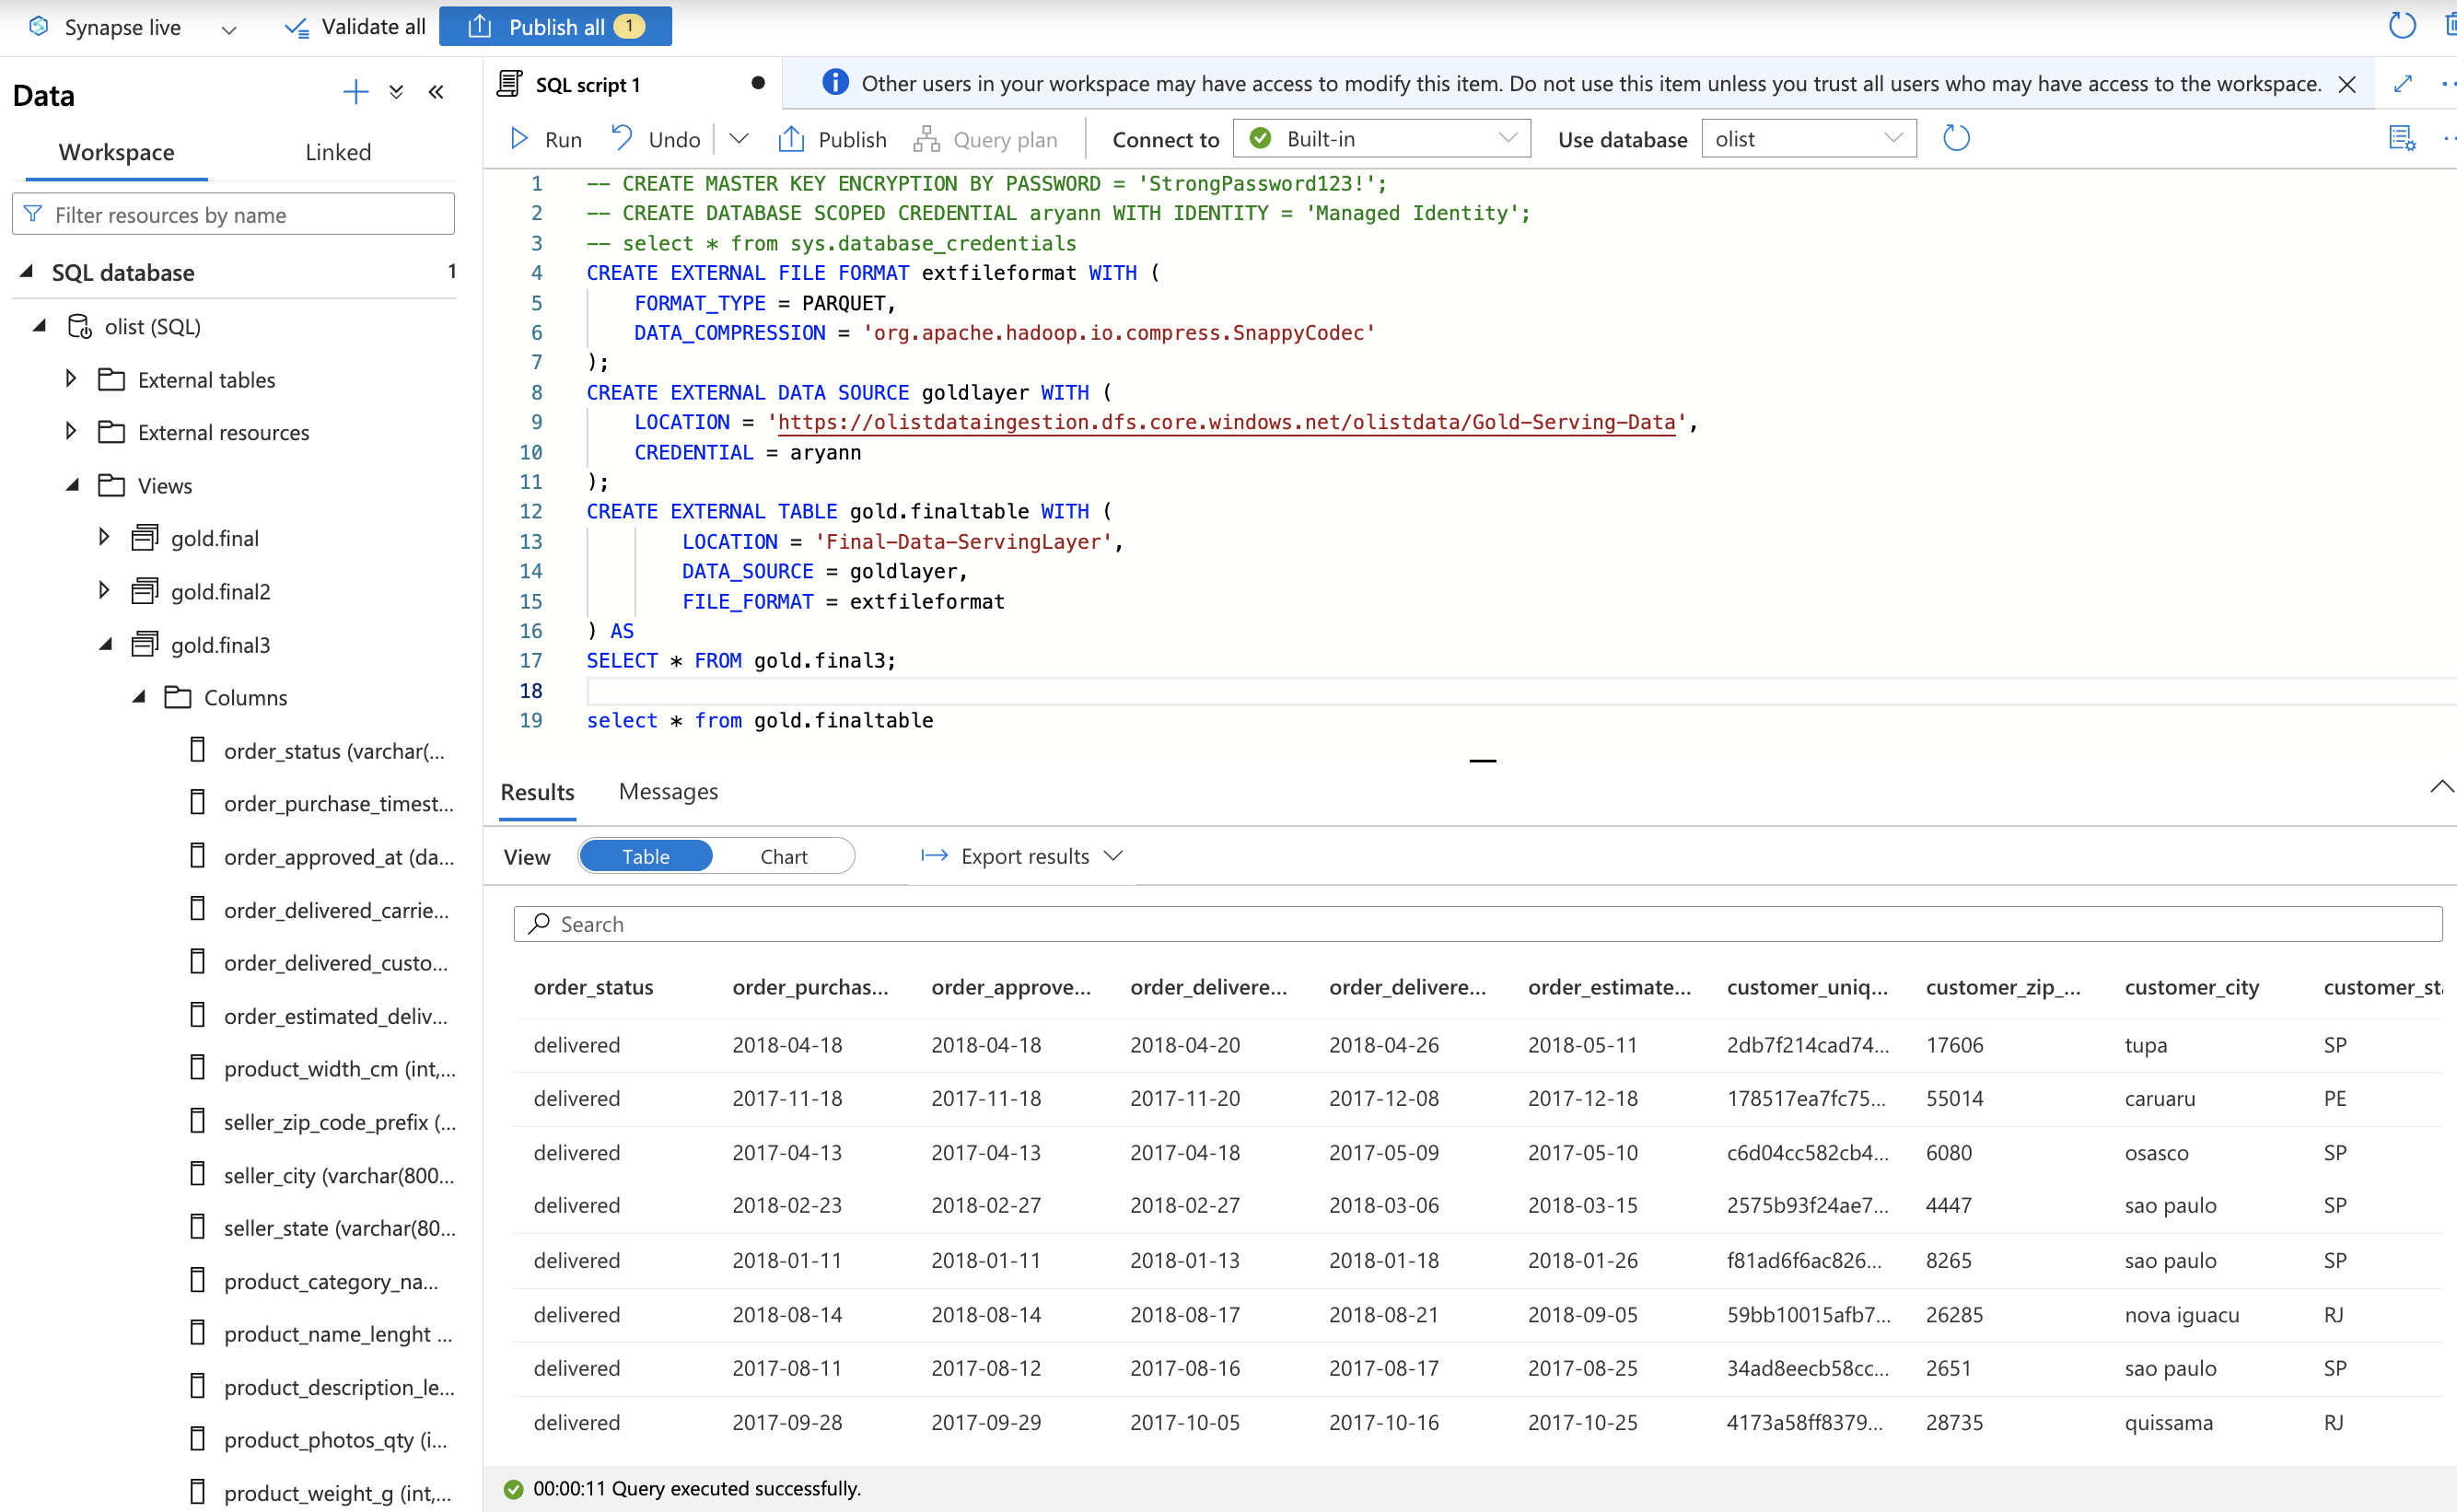 Synapse live
Validate all
Publish all 1
Data
Workspace Linked
Filter resources by name
SQL database 1
olist (SQL)
External tables
External resources
Views
gold.final
gold.final2
gold.final3
Columns
order_status (varchar(...
order_purchase_timest...
order_approved_at (da...
order_delivered_carrie...
order_delivered_custo...
order_estimated_deliv...
product_width_cm (int,...
seller_zip_code_prefix (...
seller_city (varchar(800...
seller_state (varchar(80...
product_category_na...
product_name_lenght ...
product_description_le...
product_photos_qty (i...
product_weight_g (int,...
SQL script 1
Other users in your workspace may have access to modify this item. Do not use this item unless you trust all users who may have access to the workspace.
Run Undo Publish Query plan Connect to Built-in Use database olist
1 -- CREATE MASTER KEY ENCRYPTION BY PASSWORD = 'StrongPassword123!';
2 -- CREATE DATABASE SCOPED CREDENTIAL aryann WITH IDENTITY = 'Managed Identity';
3 -- select * from sys.database_credentials
4 CREATE EXTERNAL FILE FORMAT extfileformat WITH (
5 FORMAT_TYPE = PARQUET,
6 DATA_COMPRESSION = 'org.apache.hadoop.io.compress.SnappyCodec'
7 );
8 CREATE EXTERNAL DATA SOURCE goldlayer WITH (
9 LOCATION = 'https://olistdataingestion.dfs.core.windows.net/olistdata/Gold-Serving-Data',
10 CREDENTIAL = aryann
11 );
12 CREATE EXTERNAL TABLE gold.finaltable WITH (
13 LOCATION = 'Final-Data-ServingLayer',
14 DATA_SOURCE = goldlayer,
15 FILE_FORMAT = extfileformat
16 ) AS
17 SELECT * FROM gold.final3;
18
19 select * from gold.finaltable
Results Messages
View Table Chart Export results
Search
order_status order_purchas... order_approve... order_delivere... order_delivere... order_estimate... customer_uniq... customer_zip_... customer_city customer_sta
delivered 2018-04-18 2018-04-18 2018-04-20 2018-04-26 2018-05-11 2db7f214cad74... 17606 tupa SP
delivered 2017-11-18 2017-11-18 2017-11-20 2017-12-08 2017-12-18 178517ea7fc75... 55014 caruaru PE
delivered 2017-04-13 2017-04-13 2017-04-18 2017-05-09 2017-05-10 c6d04cc582cb4... 6080 osasco SP
delivered 2018-02-23 2018-02-27 2018-02-27 2018-03-06 2018-03-15 2575b93f24ae7... 4447 sao paulo SP
delivered 2018-01-11 2018-01-11 2018-01-13 2018-01-18 2018-01-26 f81ad6f6ac826... 8265 sao paulo SP
delivered 2018-08-14 2018-08-14 2018-08-17 2018-08-21 2018-09-05 59bb10015afb7... 26285 nova iguacu RJ
delivered 2017-08-11 2017-08-12 2017-08-16 2017-08-17 2017-08-25 34ad8eecb58cc... 2651 sao paulo SP
delivered 2017-09-28 2017-09-29 2017-10-05 2017-10-16 2017-10-25 4173a58ff8379... 28735 quissama RJ
00:00:11 Query executed successfully.